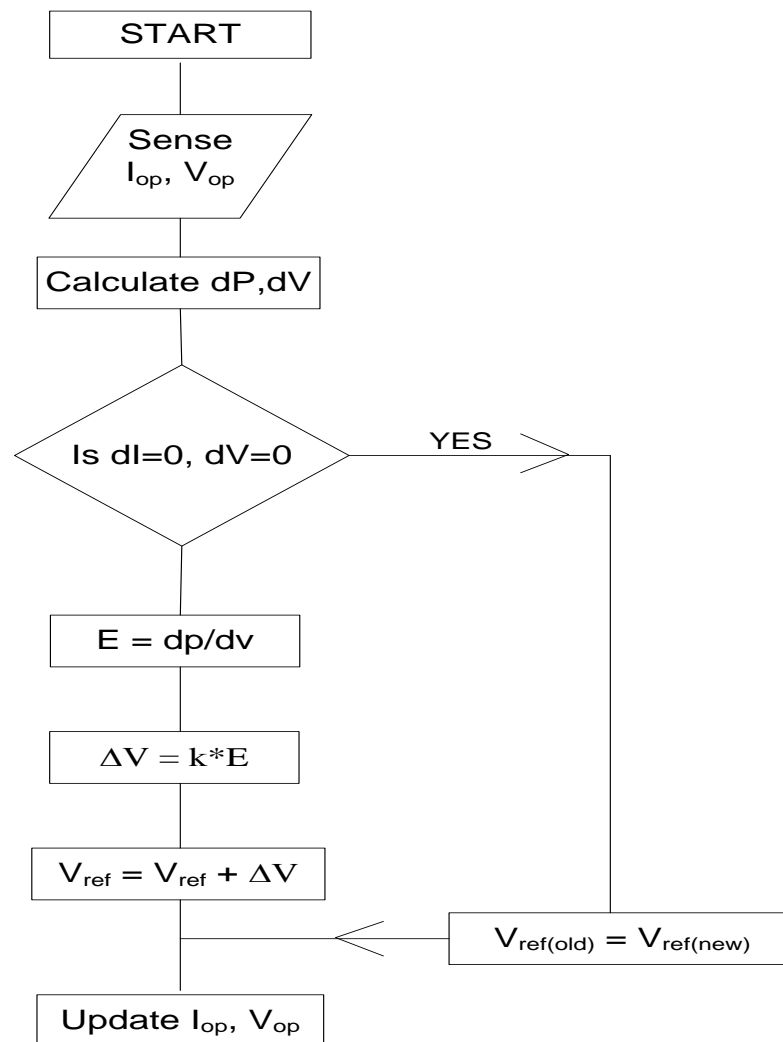 START
Sense
Iop, Vop
Calculate dP,dV
Is dI=0, dV=0
YES
E = dp/dv
ΔV = k*E
Vref = Vref + ΔV
Vref(old) = Vref(new)
Update Iop, Vop